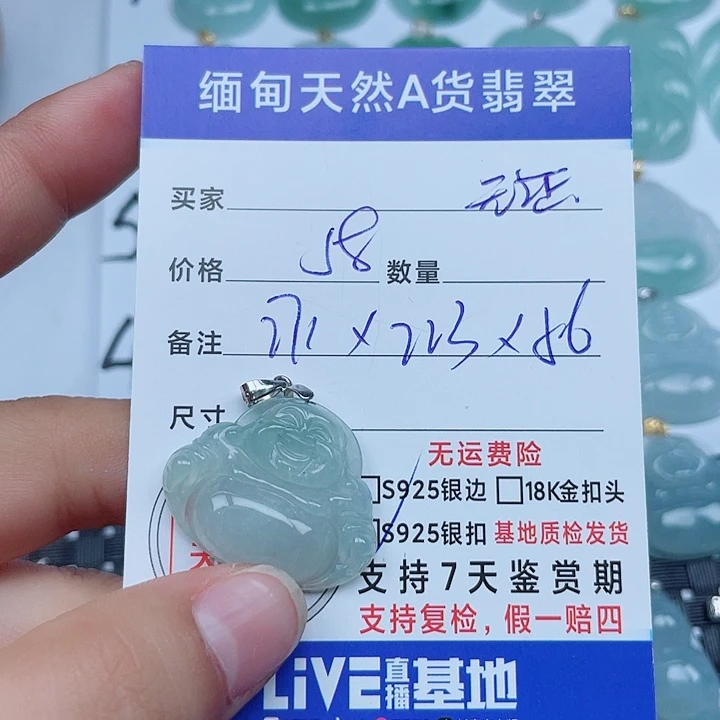 缅甸天然A货翡翠
买家
价格 58 数量
备注
尺寸
无运费险
S925银边 18K金扣头
S925银扣 基地质检发货
支持7天鉴赏期
支持复检，假一赔四
LiVE直播基地